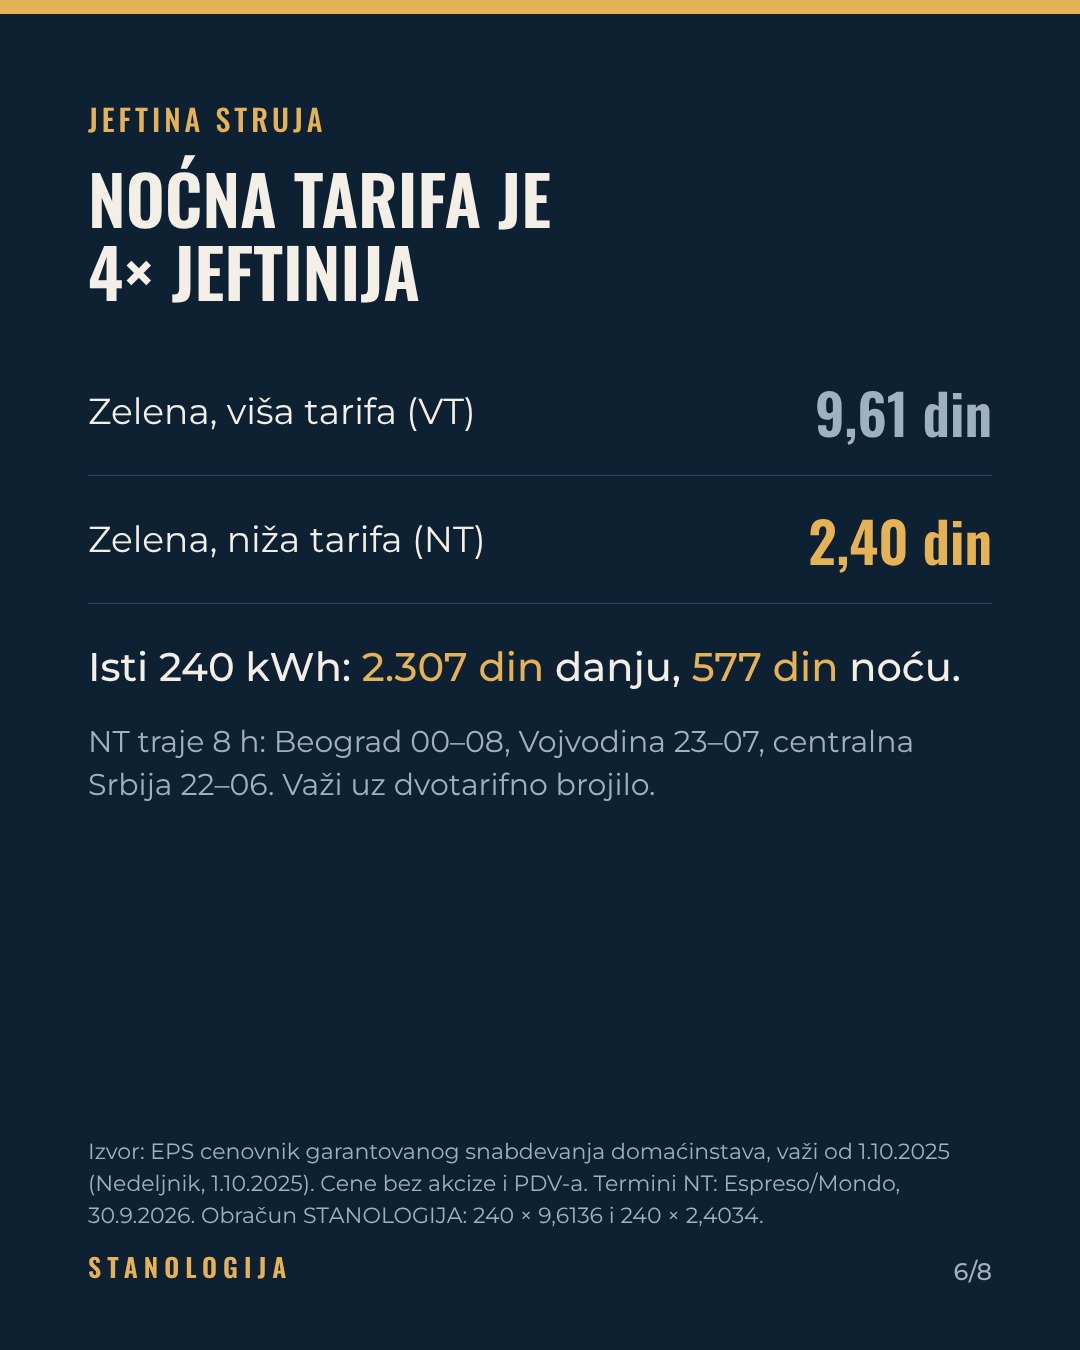 JEFTINA STRUJA
NOĆNA TARIFA JE
4× JEFTINIJA
Zelena, viša tarifa (VT) 9,61 din
Zelena, niža tarifa (NT) 2,40 din
Isti 240 kWh: 2.307 din danju, 577 din noću.
NT traje 8 h: Beograd 00–08, Vojvodina 23–07, centralna
Srbija 22–06. Važi uz dvotarifno brojilo.
Izvor: EPS cenovnik garantovanog snabdevanja domaćinstava, važi od 1.10.2025
(Nedeljnik, 1.10.2025). Cene bez akcize i PDV-a. Termini NT: Espreso/Mondo,
30.9.2026. Obračun STANOLOGIJA: 240 × 9,6136 i 240 × 2,4034.
STANOLOGIJA 6/8